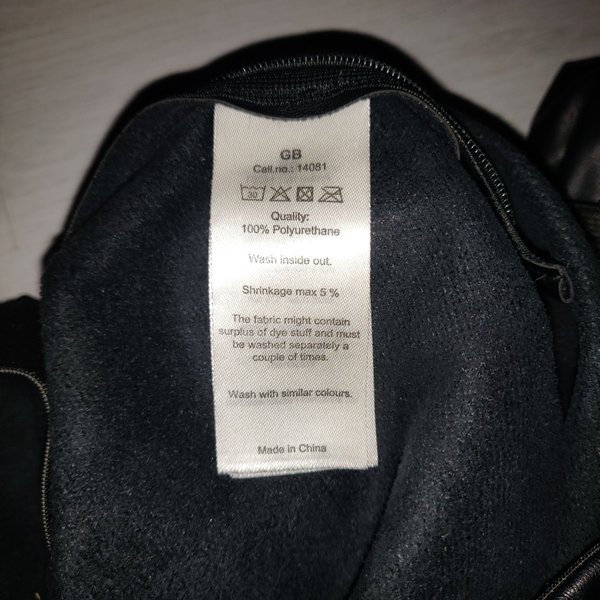 GB
Call.no.: 14081
30
Quality:
100% Polyurethane
Wash inside out.
Shrinkage max 5 %
The fabric might contain
surplus of dye stuff and must
be washed separately a
couple of times.
Wash with similar colours.
Made in China